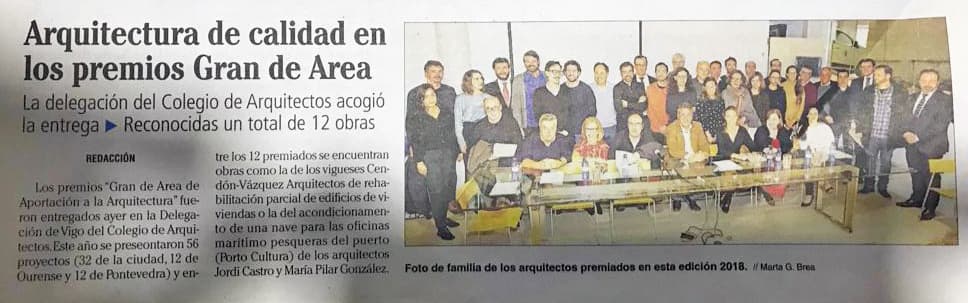 Arquitectura de calidad en
los premios Gran de Area
La delegación del Colegio de Arquitectos acogió
la entrega ▶ Reconocidas un total de 12 obras
REDACCIÓN
Los premios "Gran de Area de
Aportación a la Arquitectura" fue-
ron entregados ayer en la Delega-
ción de Vigo del Colegio de Arqui-
tectos. Este año se preseontaron 56
proyectos (32 de la ciudad, 12 de
Ourense y 12 de Pontevedra) y en-
tre los 12 premiados se encuentran
obras como la de los vigueses Cen-
dón-Vázquez Arquitectos de reha-
bilitación parcial de edificios de vi-
viendas o la del acondicionamen-
to de una nave para las oficinas
marítimo pesqueras del puerto
(Porto Cultura) de los arquitectos
Jordi Castro y María Pilar González.
Foto de familia de los arquitectos premiados en esta edición 2018. // Marta G. Brea